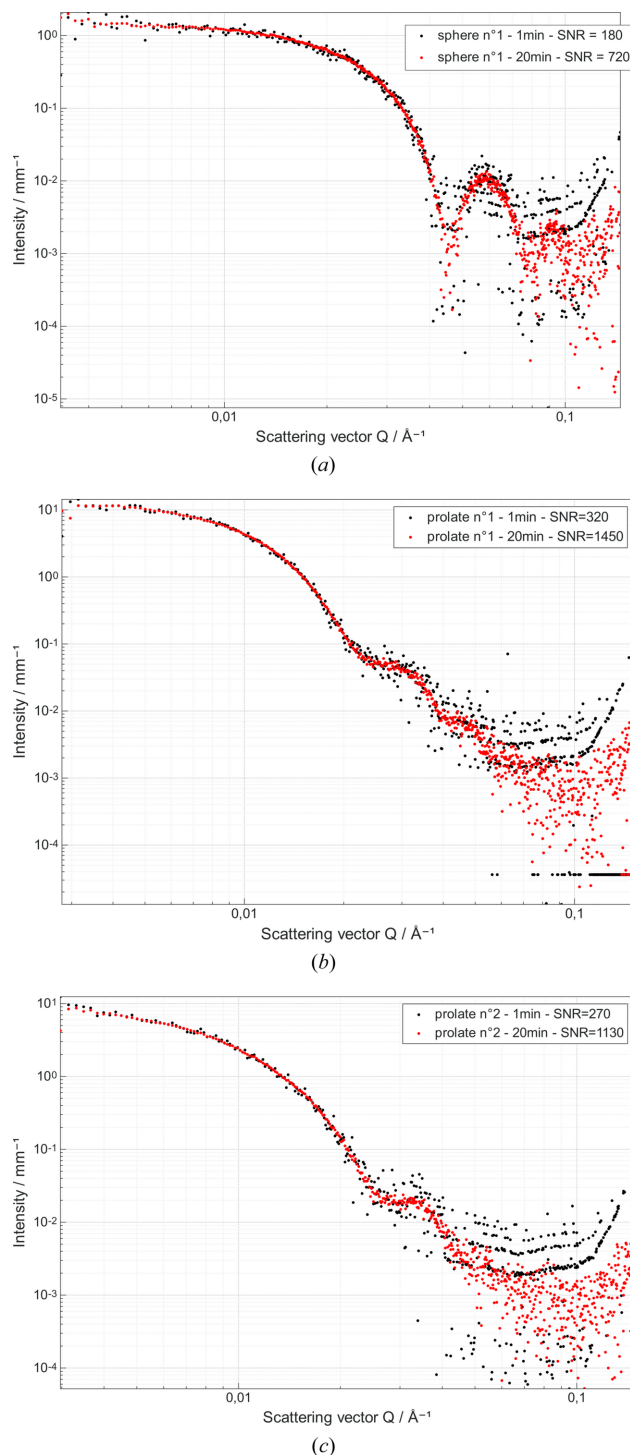 10⁰
10⁻¹
10⁻²
10⁻³
10⁻⁴
10⁻⁵
Intensity / mm⁻¹
sphere n°1 - 1min - SNR = 180
sphere n°1 - 20min - SNR = 720
0,01
0,1
Scattering vector Q / Å⁻¹
(a)
10¹
10⁰
10⁻¹
10⁻²
10⁻³
10⁻⁴
Intensity / mm⁻¹
prolate n°1 - 1min - SNR=320
prolate n°1 - 20min - SNR=1450
0,01
0,1
Scattering vector Q / Å⁻¹
(b)
10¹
10⁰
10⁻¹
10⁻²
10⁻³
10⁻⁴
Intensity / mm⁻¹
prolate n°2 - 1min - SNR=270
prolate n°2 - 20min - SNR=1130
0,01
0,1
Scattering vector Q / Å⁻¹
(c)